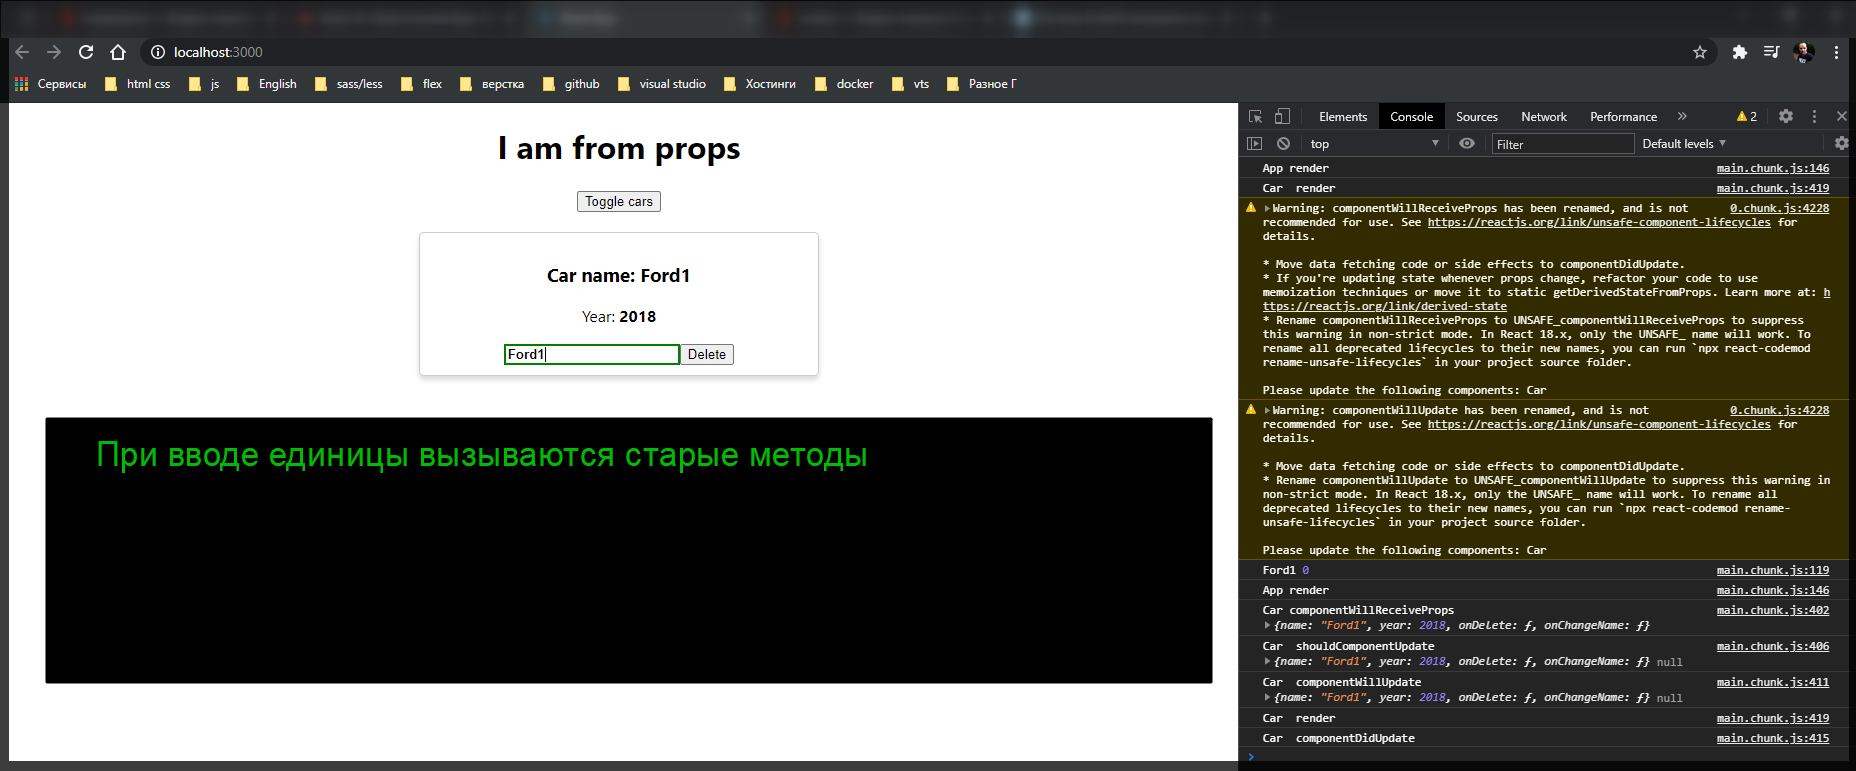 localhost:3000
Сервисы html css js English sass/less flex верстка github visual studio Хостинги docker vts Разное Г
I am from props
Toggle cars
Car name: Ford1
Year: 2018
Ford1 Delete
При вводе единицы вызываются старые методы
Elements Console Sources Network Performance » 2
top Filter Default levels
App render main.chunk.js:146
Car render main.chunk.js:419
Warning: componentWillReceiveProps has been renamed, and is not 0.chunk.js:4228
recommended for use. See https://reactjs.org/link/unsafe-component-lifecycles for
details.
* Move data fetching code or side effects to componentDidUpdate.
* If you're updating state whenever props change, refactor your code to use
memoization techniques or move it to static getDerivedStateFromProps. Learn more at: h
ttps://reactjs.org/link/derived-state
* Rename componentWillReceiveProps to UNSAFE_componentWillReceiveProps to suppress
this warning in non-strict mode. In React 18.x, only the UNSAFE_ name will work. To
rename all deprecated lifecycles to their new names, you can run `npx react-codemod
rename-unsafe-lifecycles` in your project source folder.
Please update the following components: Car
Warning: componentWillUpdate has been renamed, and is not 0.chunk.js:4228
recommended for use. See https://reactjs.org/link/unsafe-component-lifecycles for
details.
* Move data fetching code or side effects to componentDidUpdate.
* Rename componentWillUpdate to UNSAFE_componentWillUpdate to suppress this warning in
non-strict mode. In React 18.x, only the UNSAFE_ name will work. To rename all
deprecated lifecycles to their new names, you can run `npx react-codemod rename-
unsafe-lifecycles` in your project source folder.
Please update the following components: Car
Ford1 0 main.chunk.js:119
App render main.chunk.js:146
Car componentWillReceiveProps main.chunk.js:402
{name: "Ford1", year: 2018, onDelete: ƒ, onChangeName: ƒ}
Car shouldComponentUpdate main.chunk.js:406
{name: "Ford1", year: 2018, onDelete: ƒ, onChangeName: ƒ} null
Car componentWillUpdate main.chunk.js:411
{name: "Ford1", year: 2018, onDelete: ƒ, onChangeName: ƒ} null
Car render main.chunk.js:419
Car componentDidUpdate main.chunk.js:415